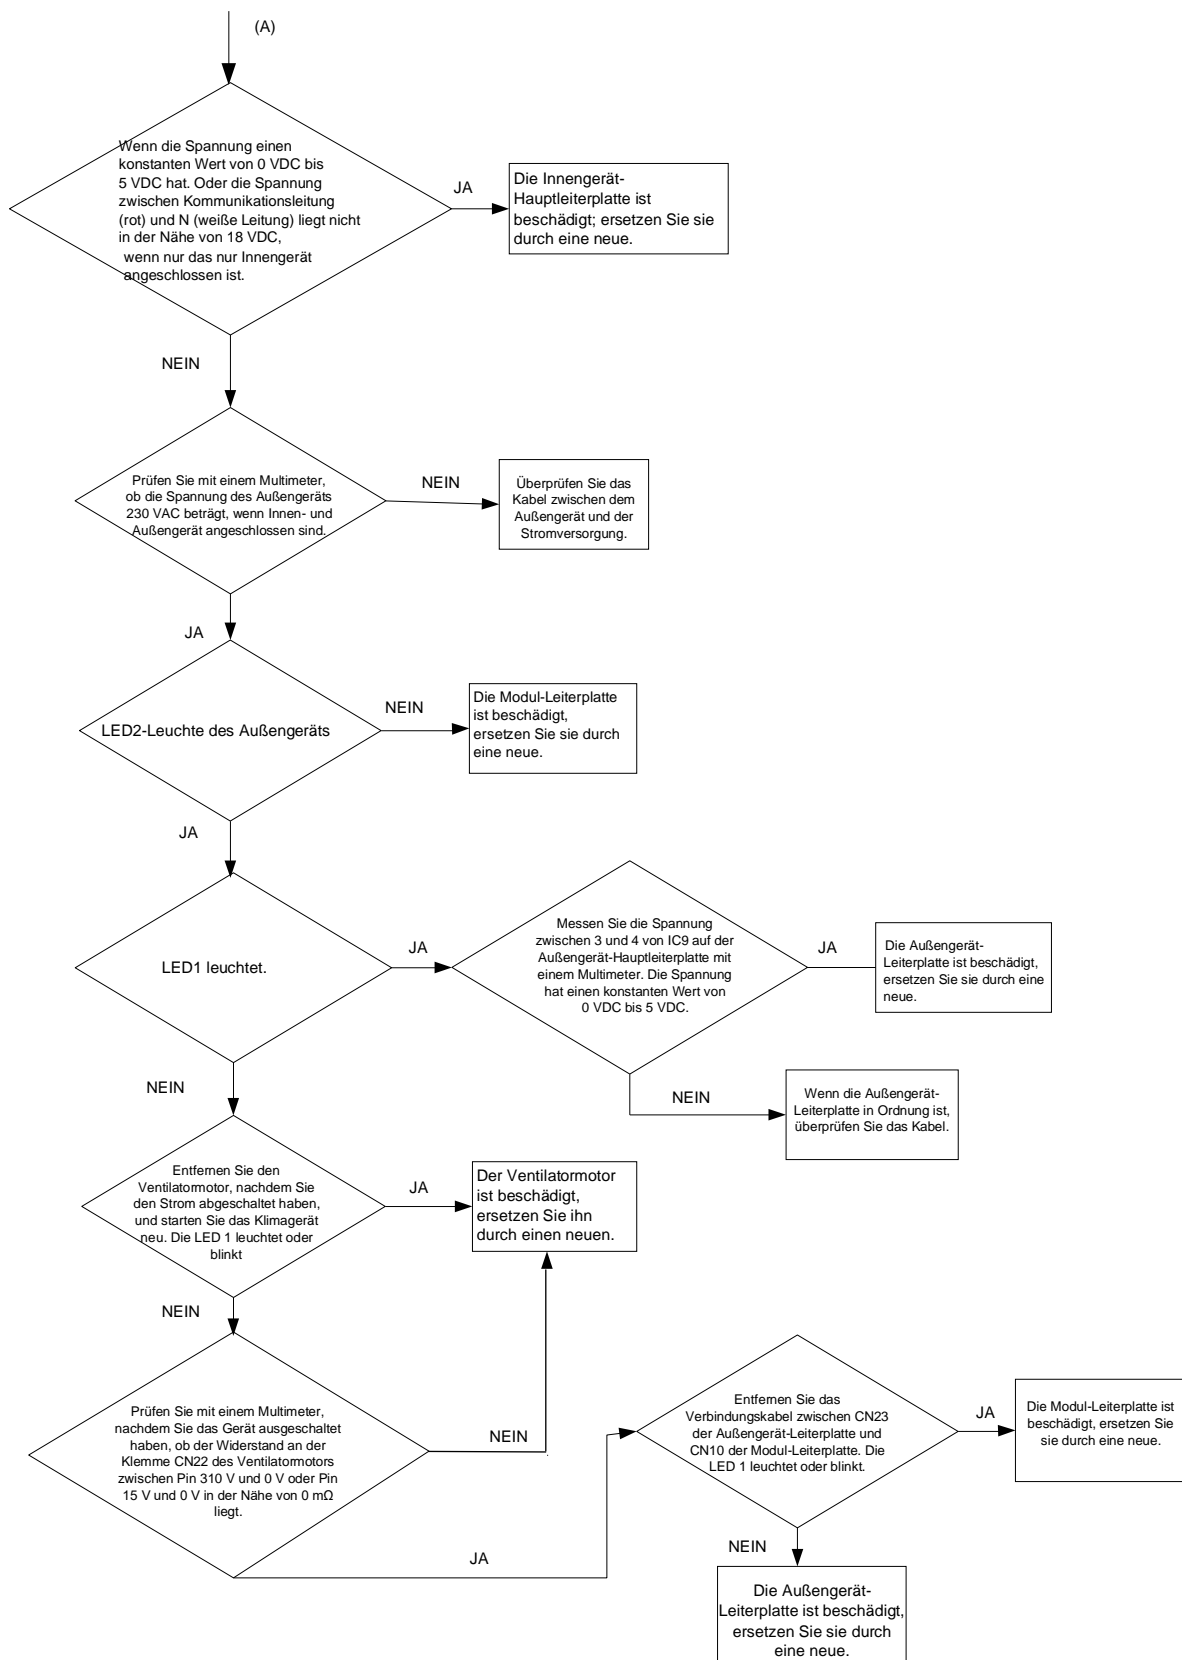 (A)
Wenn die Spannung einen
konstanten Wert von 0 VDC bis
5 VDC hat. Oder die Spannung
zwischen Kommunikationsleitung
(rot) und N (weiße Leitung) liegt nicht
in der Nähe von 18 VDC,
wenn nur das nur Innengerät
angeschlossen ist.
JA
Die Innengerät-
Hauptleiterplatte ist
beschädigt; ersetzen Sie sie
durch eine neue.
NEIN
Prüfen Sie mit einem Multimeter,
ob die Spannung des Außengeräts
230 VAC beträgt, wenn Innen- und
Außengerät angeschlossen sind.
NEIN
Überprüfen Sie das
Kabel zwischen dem
Außengerät und der
Stromversorgung.
JA
LED2-Leuchte des Außengeräts
NEIN
Die Modul-Leiterplatte
ist beschädigt,
ersetzen Sie sie durch
eine neue.
JA
LED1 leuchtet.
JA
Messen Sie die Spannung
zwischen 3 und 4 von IC9 auf der
Außengerät-Hauptleiterplatte mit
einem Multimeter. Die Spannung
hat einen konstanten Wert von
0 VDC bis 5 VDC.
JA
Die Außengerät-
Leiterplatte ist beschädigt,
ersetzen Sie sie durch eine
neue.
NEIN
Wenn die Außengerät-
Leiterplatte in Ordnung ist,
überprüfen Sie das Kabel.
NEIN
Entfernen Sie den
Ventilatormotor, nachdem Sie
den Strom abgeschaltet haben,
und starten Sie das Klimagerät
neu. Die LED 1 leuchtet oder
blinkt
JA
Der Ventilatormotor
ist beschädigt,
ersetzen Sie ihn
durch einen neuen.
NEIN
Prüfen Sie mit einem Multimeter,
nachdem Sie das Gerät ausgeschaltet
haben, ob der Widerstand an der
Klemme CN22 des Ventilatormotors
zwischen Pin 310 V und 0 V oder Pin
15 V und 0 V in der Nähe von 0 mΩ
liegt.
NEIN
JA
Entfernen Sie das
Verbindungskabel zwischen CN23
der Außengerät-Leiterplatte und
CN10 der Modul-Leiterplatte. Die
LED 1 leuchtet oder blinkt.
JA
Die Modul-Leiterplatte ist
beschädigt, ersetzen Sie
sie durch eine neue.
NEIN
Die Außengerät-
Leiterplatte ist beschädigt,
ersetzen Sie sie durch
eine neue.